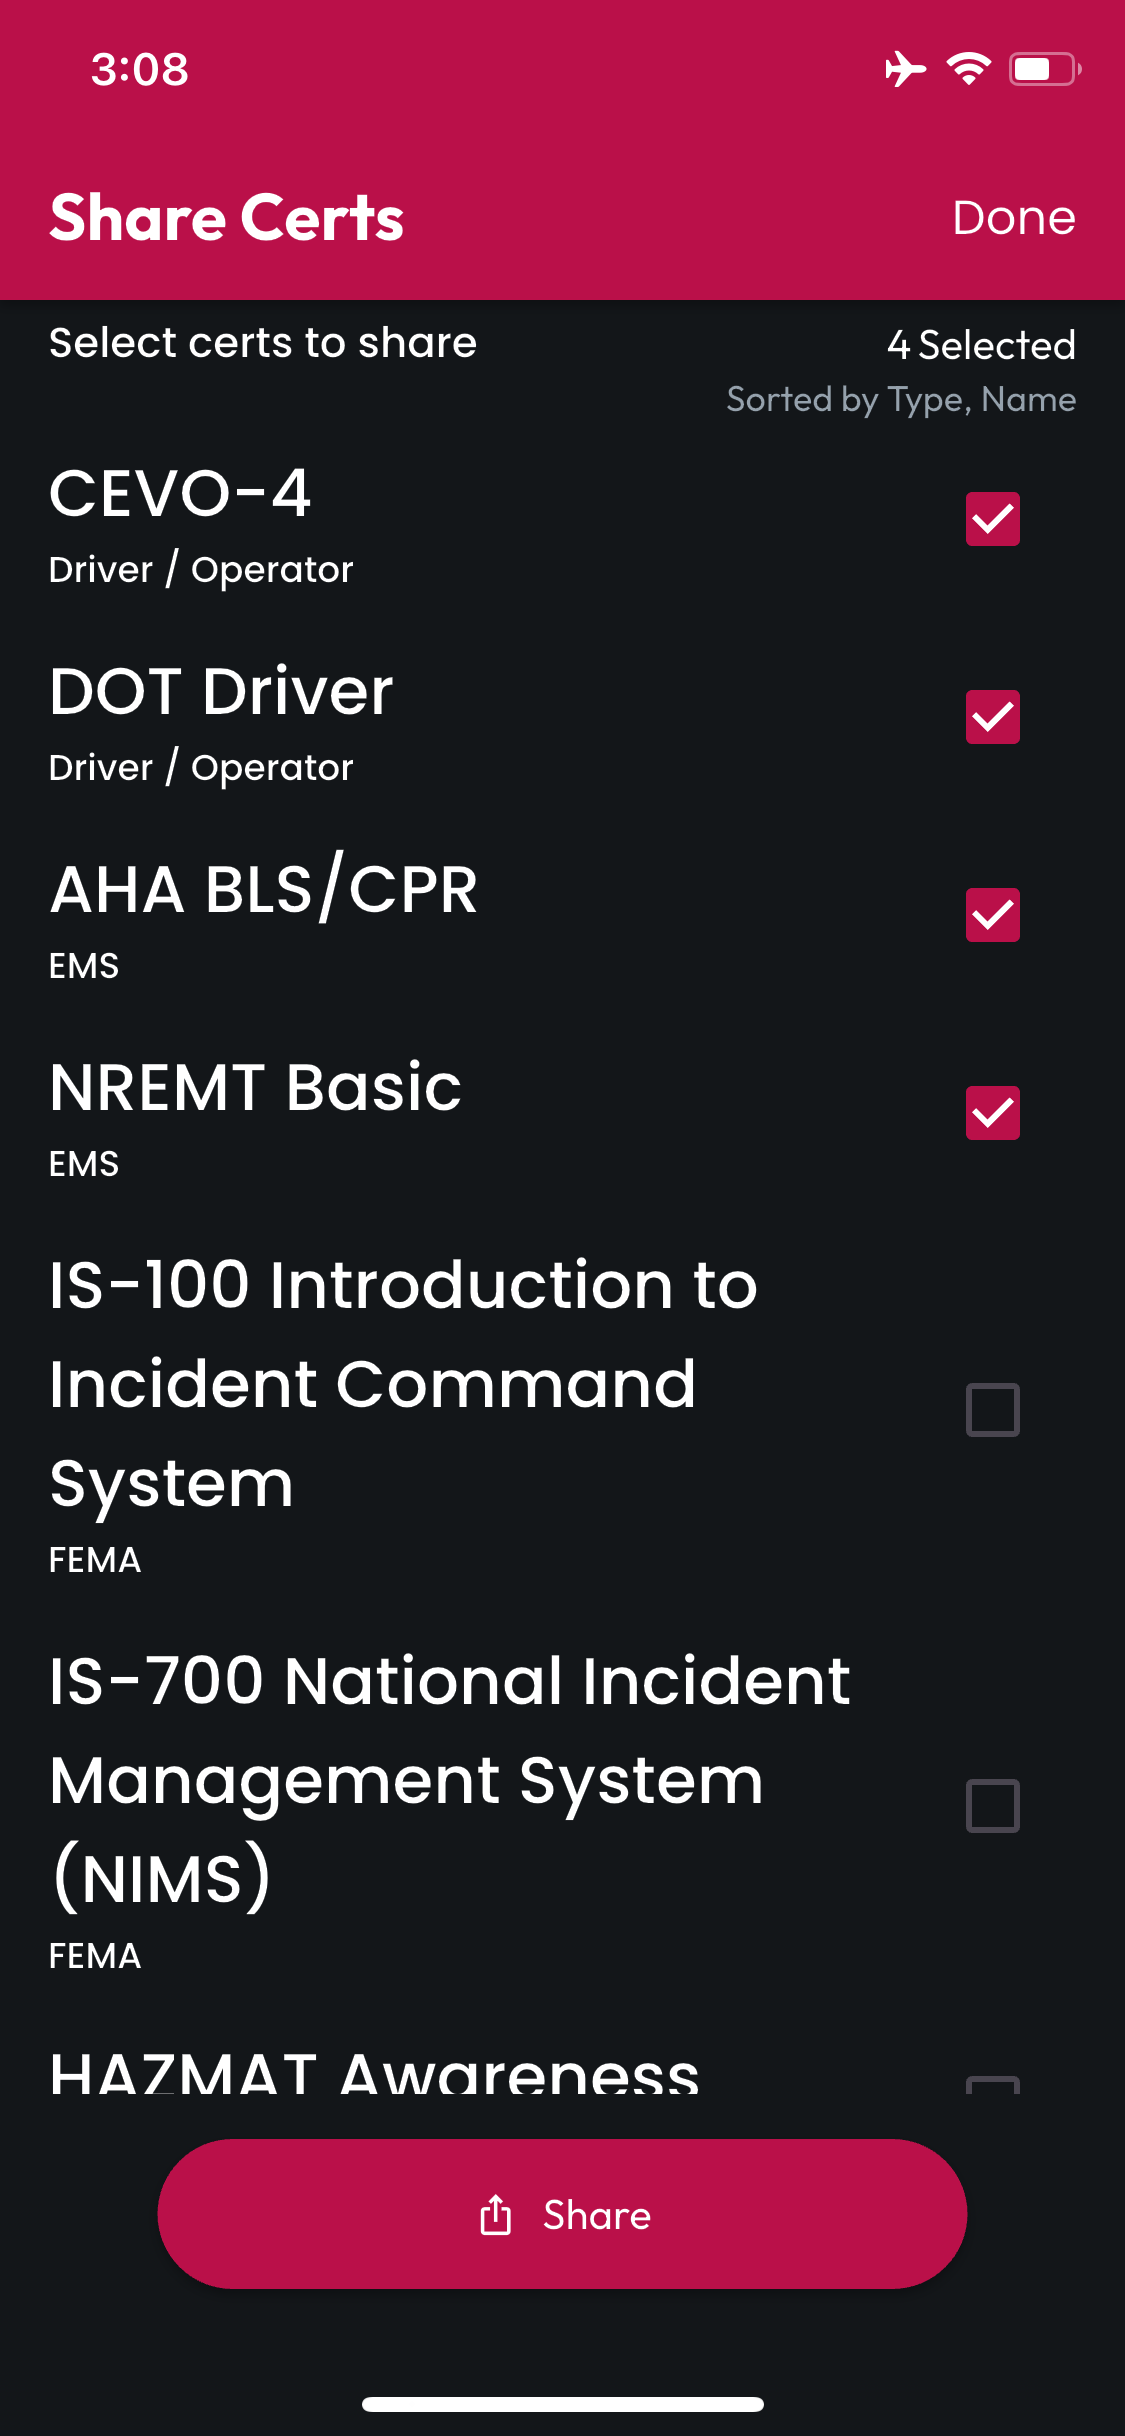 3:08
Share Certs
Done
Select certs to share
4 Selected
Sorted by Type, Name
CEVO-4
Driver / Operator
DOT Driver
Driver / Operator
AHA BLS/CPR
EMS
NREMT Basic
EMS
IS-100 Introduction to
Incident Command
System
FEMA
IS-700 National Incident
Management System
(NIMS)
FEMA
HAZMAT Awareness
Share